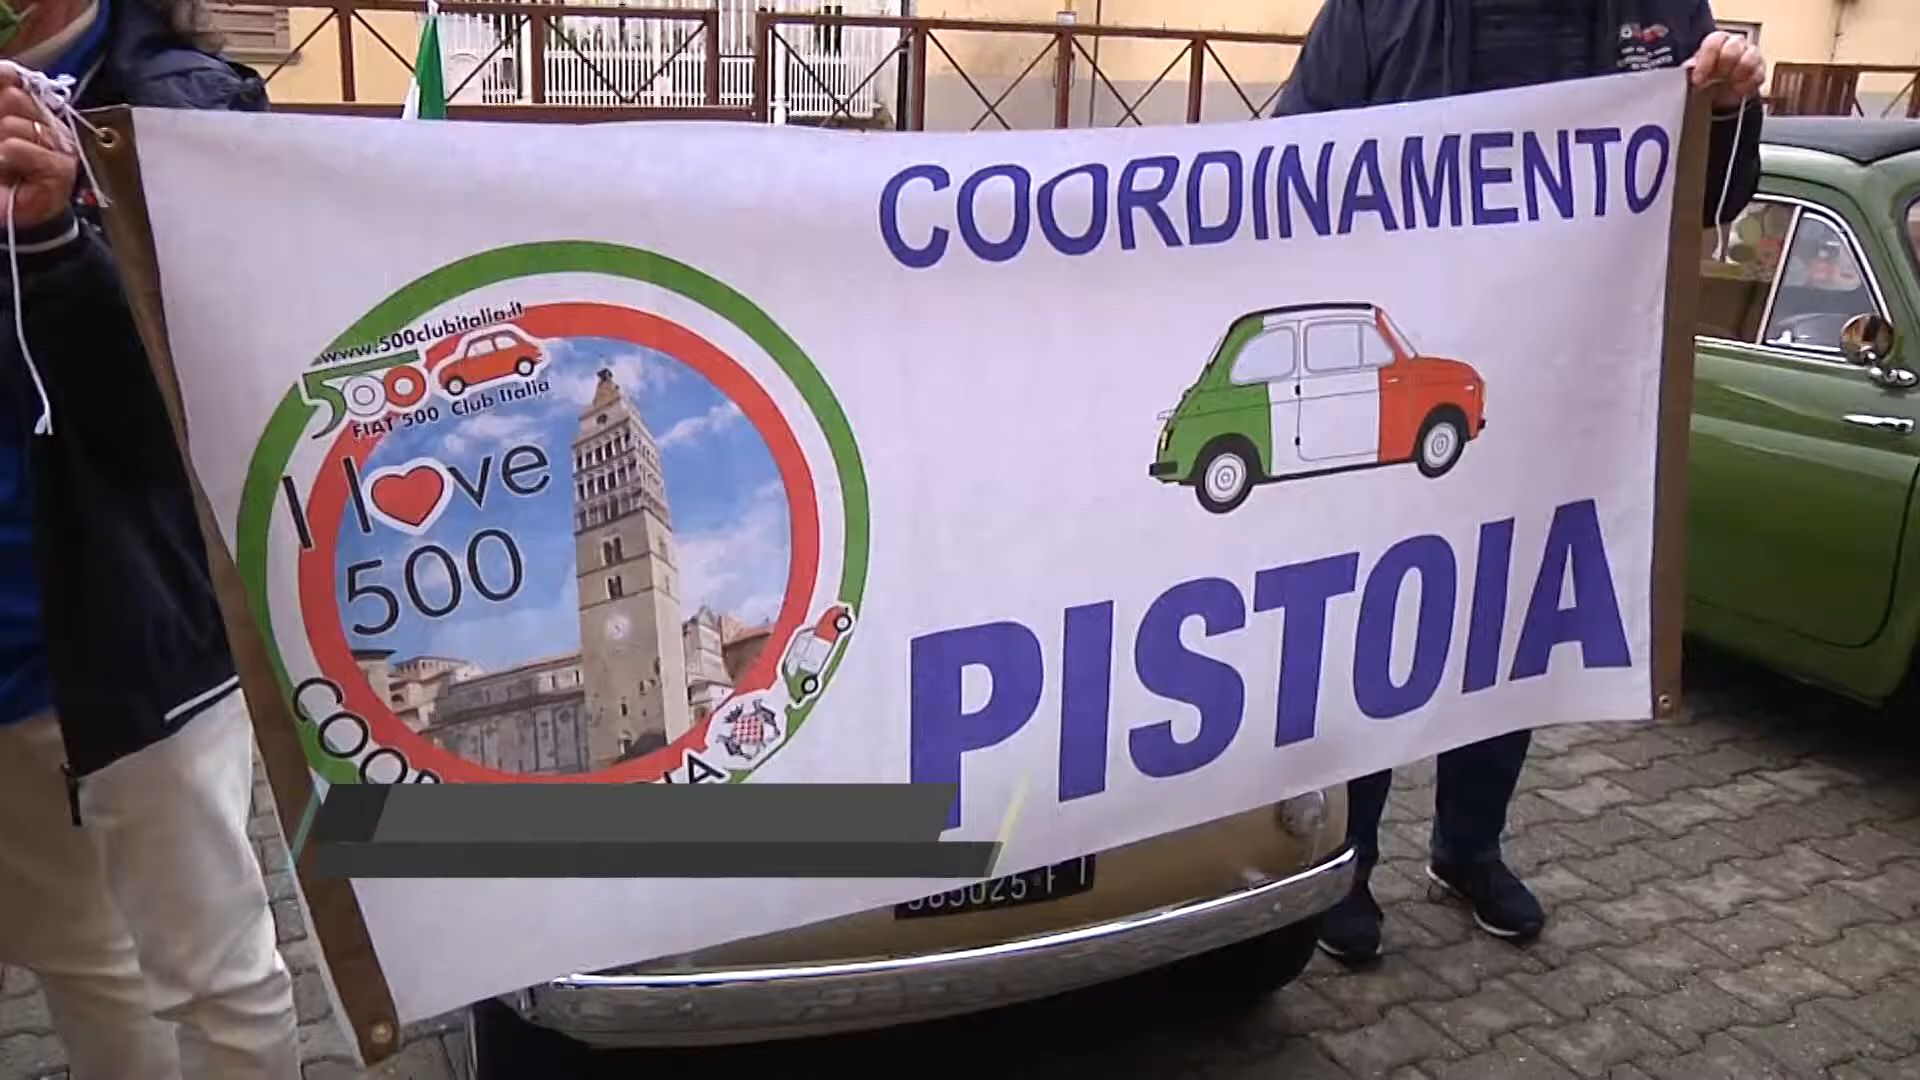 COORDINAMENTO
www.500clubitalia.it
500
FIAT 500 Club Italia
I love
500
PISTOIA